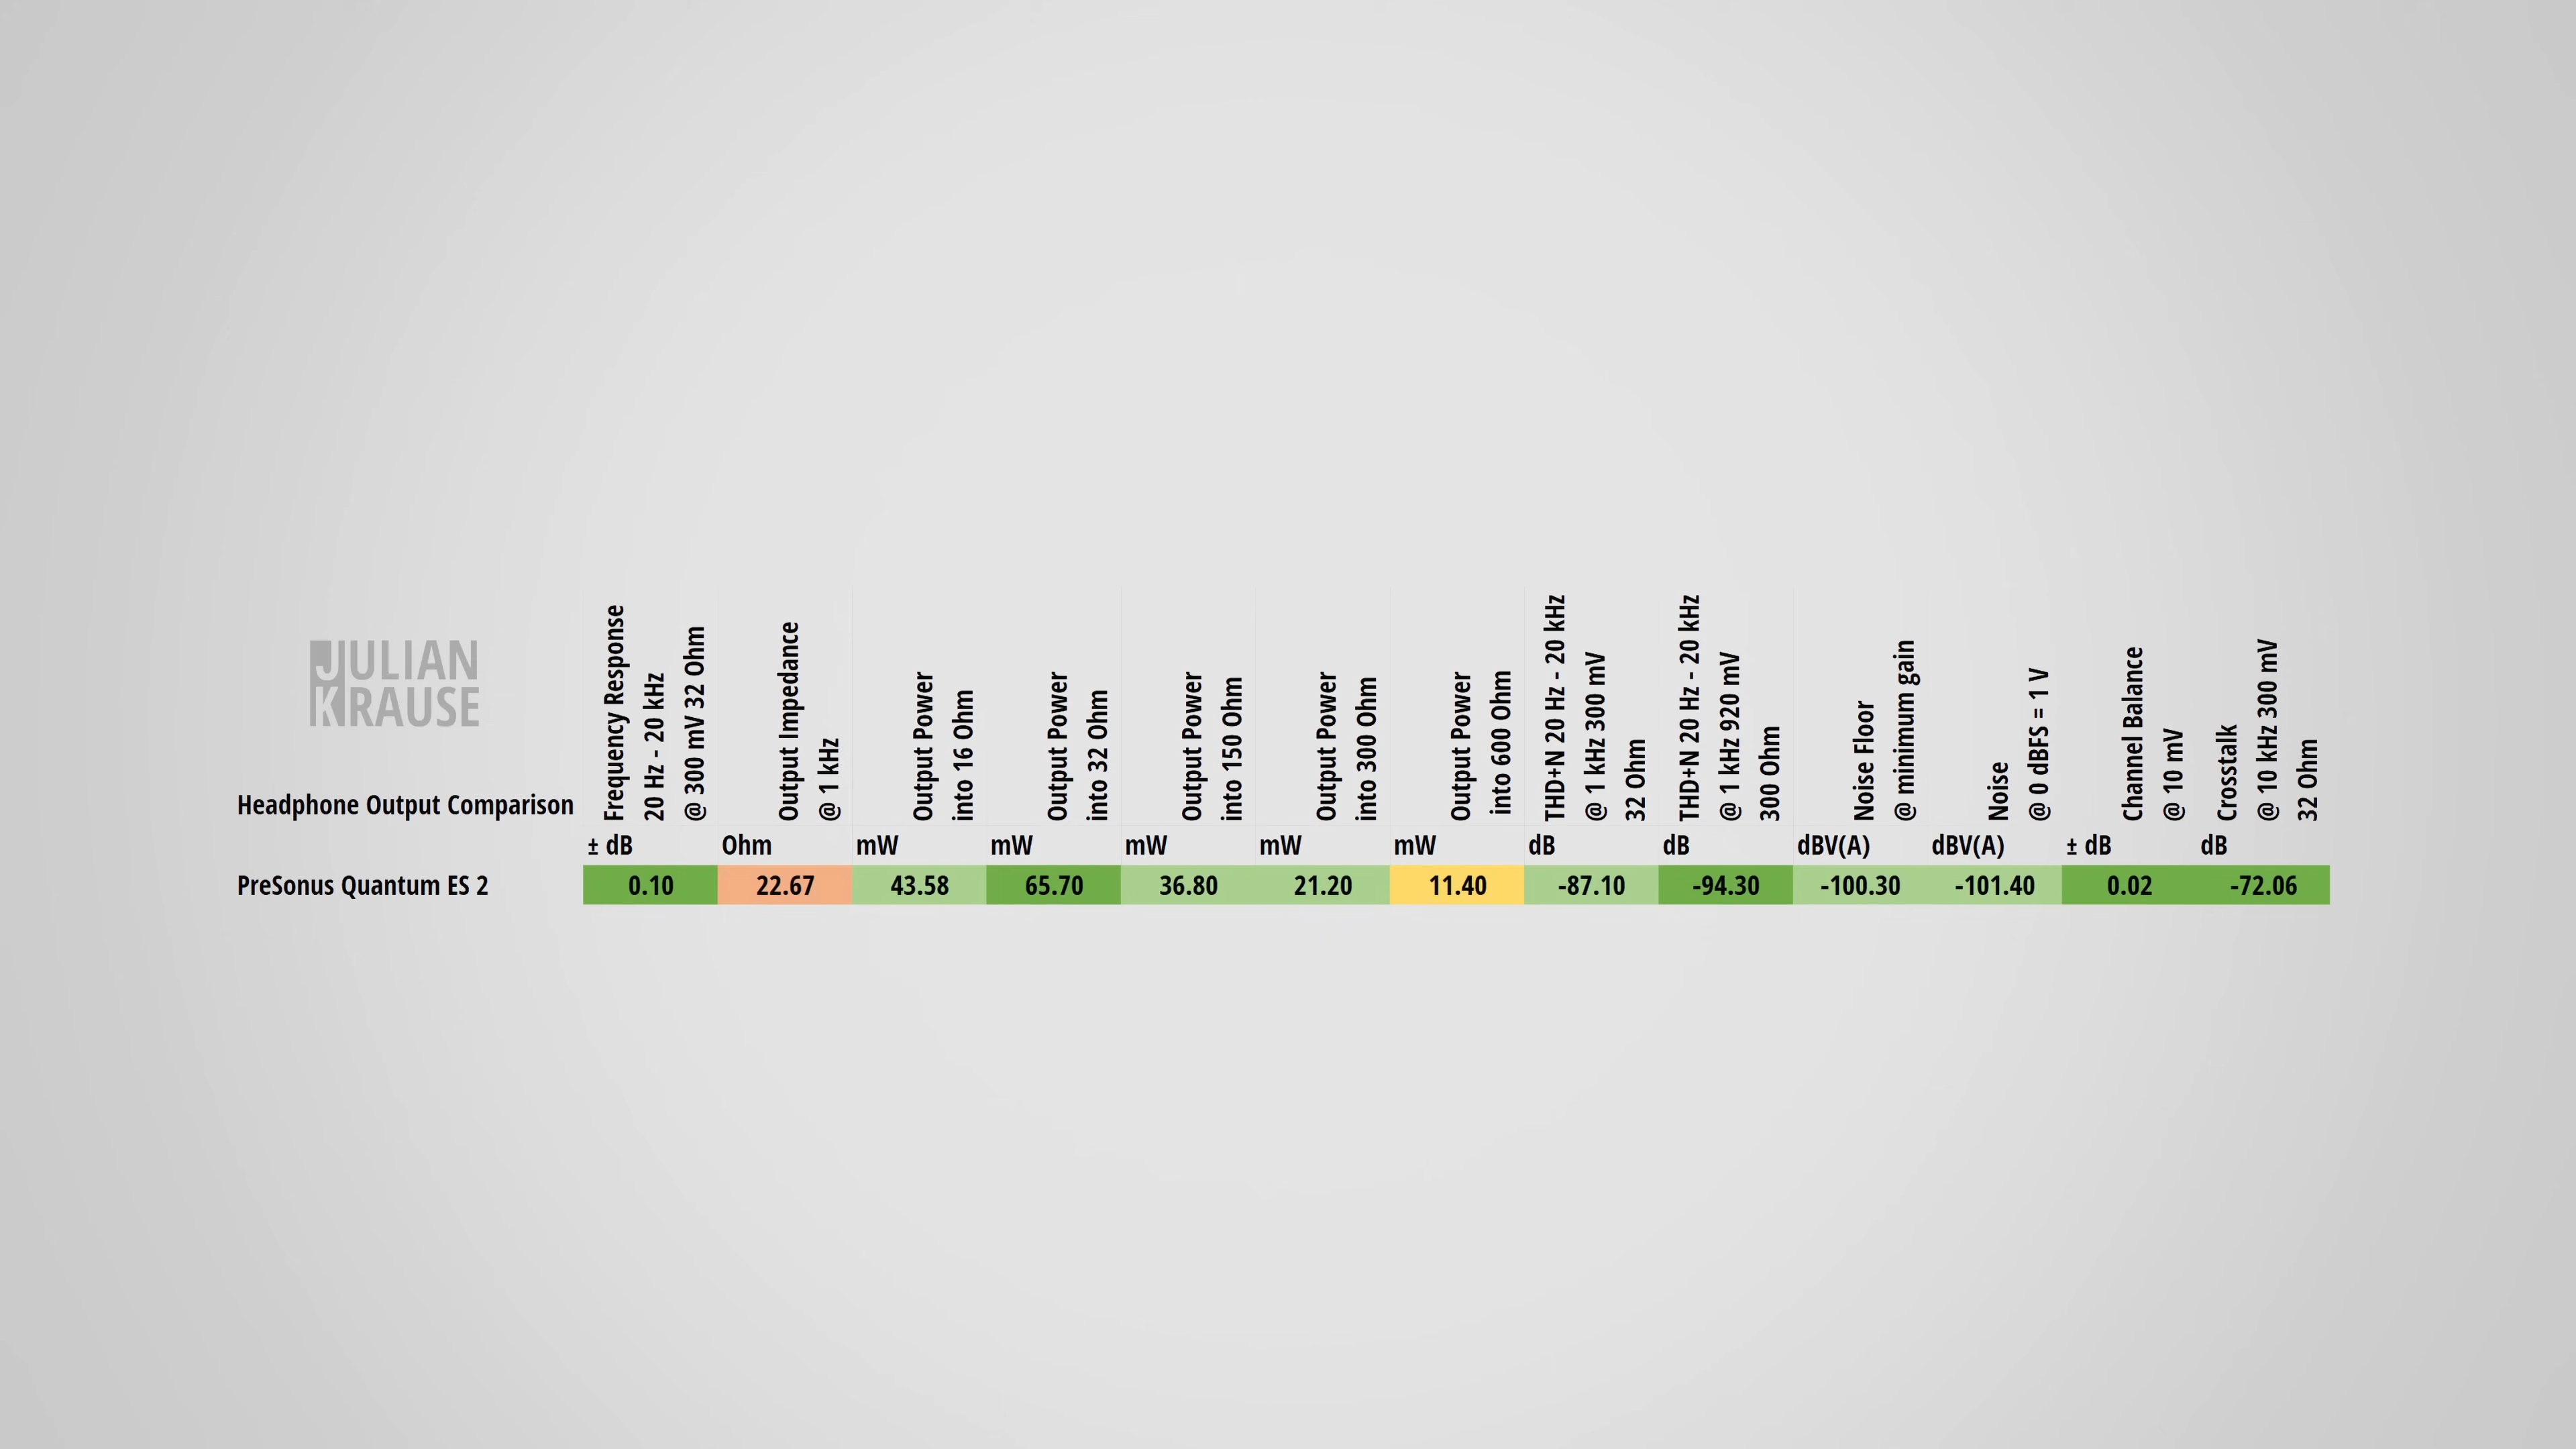 JULIAN
KRAUSE
Headphone Output Comparison
Frequency Response
20 Hz - 20 kHz
@ 300 mV 32 Ohm
Output Impedance
@ 1 kHz
Output Power
into 16 Ohm
Output Power
into 32 Ohm
Output Power
into 150 Ohm
Output Power
into 300 Ohm
Output Power
into 600 Ohm
THD+N 20 Hz - 20 kHz
@ 1 kHz 300 mV
32 Ohm
THD+N 20 Hz - 20 kHz
@ 1 kHz 920 mV
300 Ohm
Noise Floor
@ minimum gain
Noise
@ 0 dBFS = 1 V
Channel Balance
@ 10 mV
Crosstalk
@ 10 kHz 300 mV
32 Ohm
± dB Ohm mW mW mW mW mW dB dB dBV(A) dBV(A) ± dB dB
PreSonus Quantum ES 2 0.10 22.67 43.58 65.70 36.80 21.20 11.40 -87.10 -94.30 -100.30 -101.40 0.02 -72.06